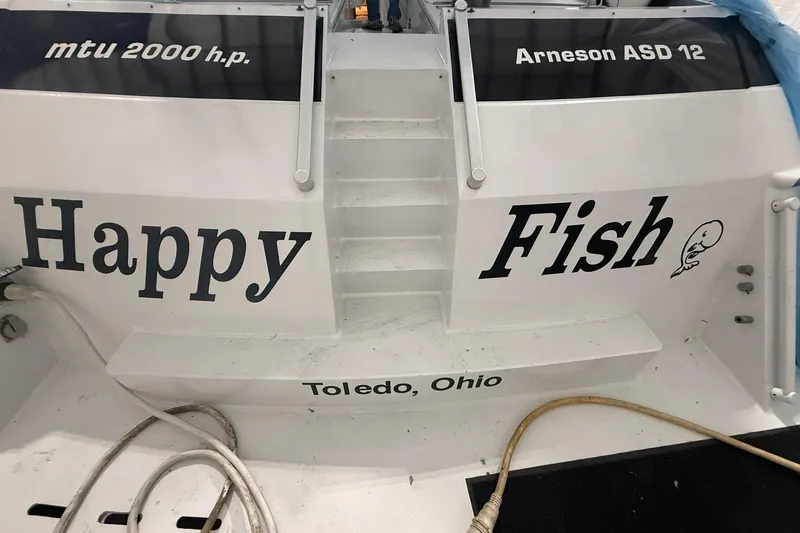 mtu 2000 h.p.
Arneson ASD 12
Happy Fish
Toledo, Ohio